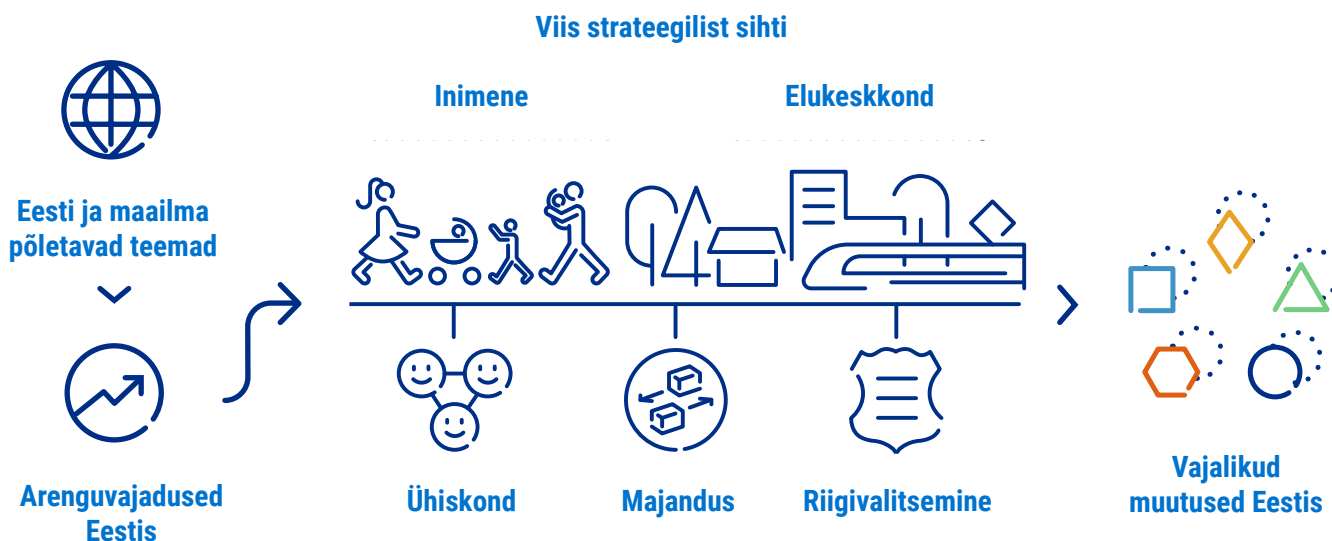 Viis strateegilist sihti
Inimene
Elukeskkond
Eesti ja maailma
põletavad teemad
Arenguvajadused
Eestis
Ühiskond
Majandus
Riigivalitsemine
Vajalikud
muutused Eestis